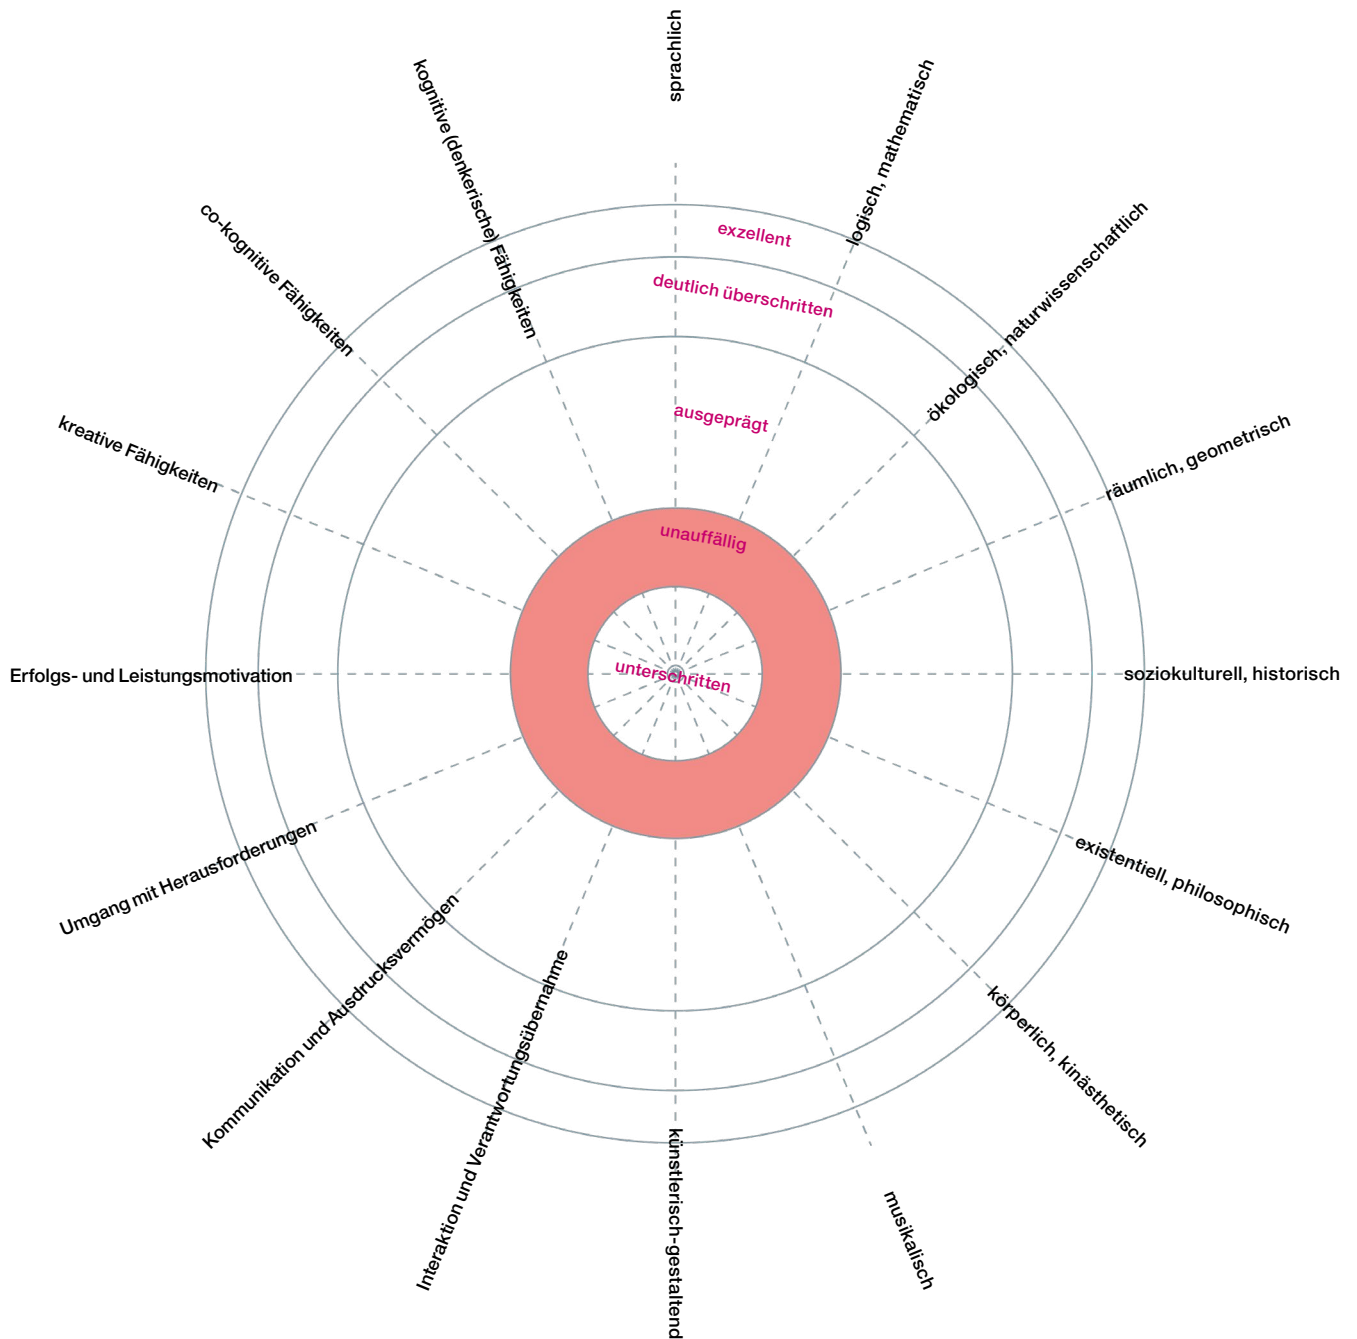 sprachlich
logisch, mathematisch
ökologisch, naturwissenschaftlich
räumlich, geometrisch
soziokulturell, historisch
existentiell, philosophisch
körperlich, kinästhetisch
musikalisch
künstlerisch-gestaltend
Interaktion und Verantwortungsübernahme
Kommunikation und Ausdrucksvermögen
Umgang mit Herausforderungen
Erfolgs- und Leistungsmotivation
kreative Fähigkeiten
co-kognitive Fähigkeiten
kognitive (denkerische) Fähigkeiten
exzellent
deutlich überschritten
ausgeprägt
unauffällig
unterschritten